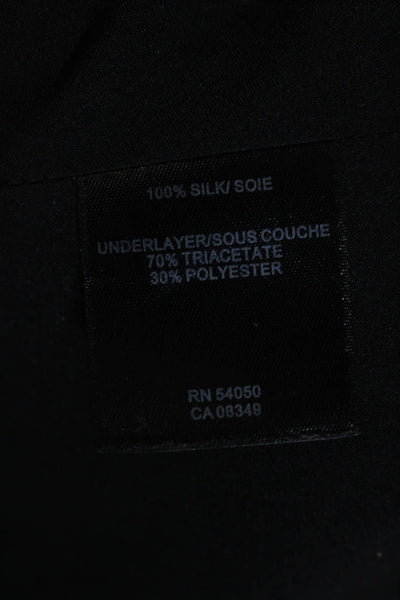 100% SILK/ SOIE
UNDERLAYER/SOUS COUCHE
70% TRIACETATE
30% POLYESTER
RN 54050
CA 08349